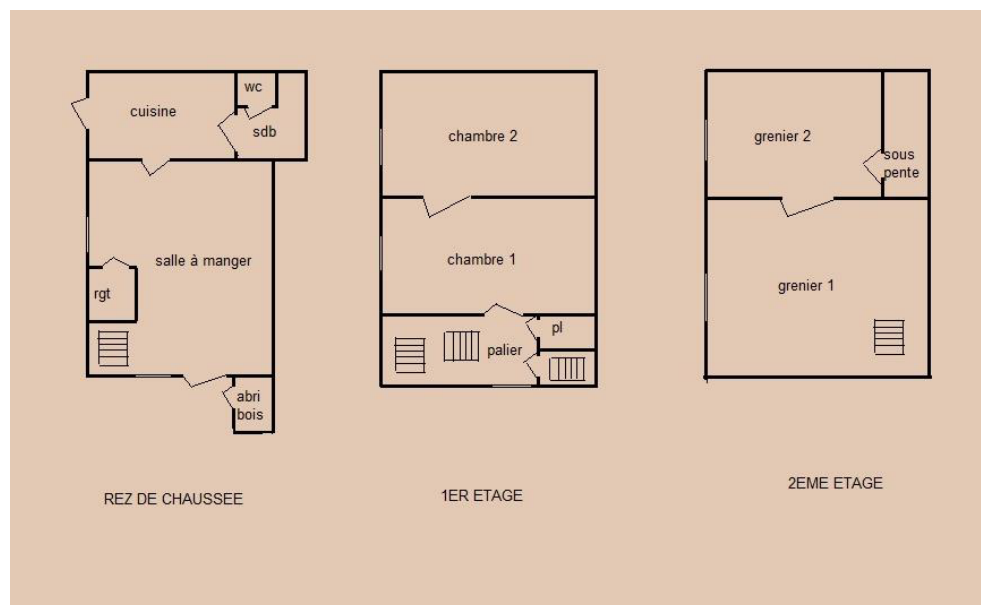 wc
cuisine
sdb
salle à manger
rgt
abri
bois
REZ DE CHAUSSEE
chambre 2
chambre 1
pl
palier
1ER ETAGE
grenier 2
sous
pente
grenier 1
2EME ETAGE